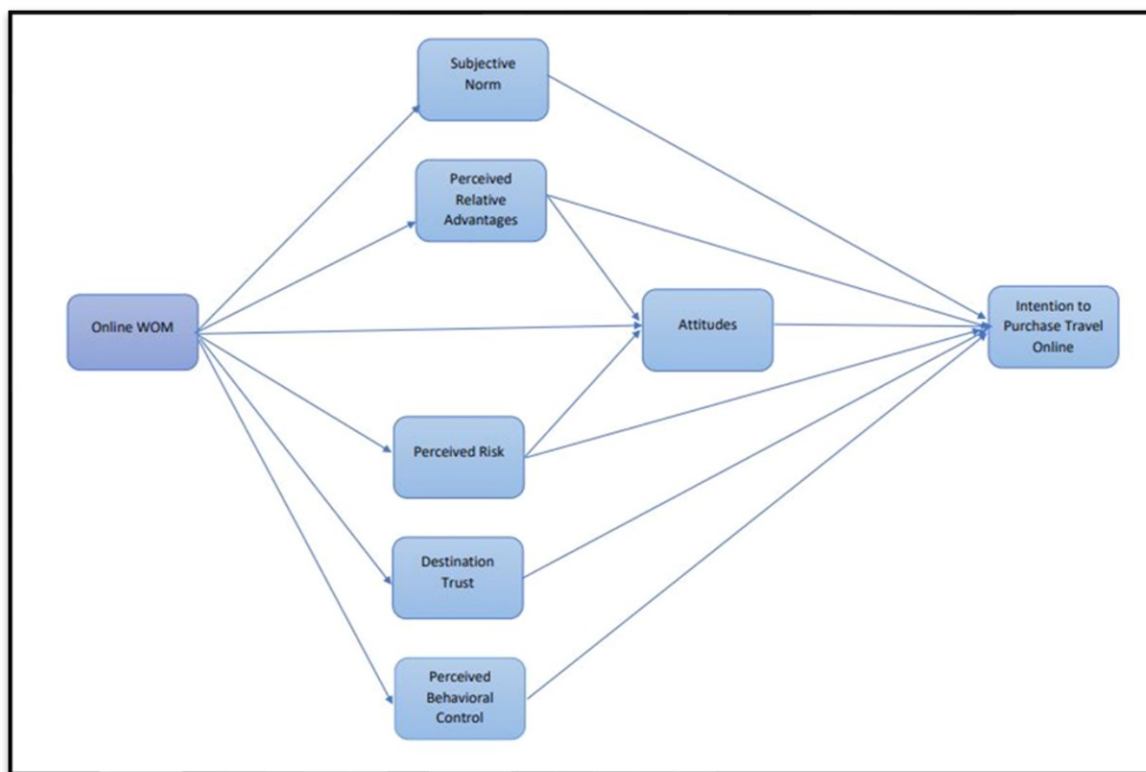 Subjective
Norm
Perceived
Relative
Advantages
Online WOM
Attitudes
Intention to
Purchase Travel
Online
Perceived Risk
Destination
Trust
Perceived
Behavioral
Control